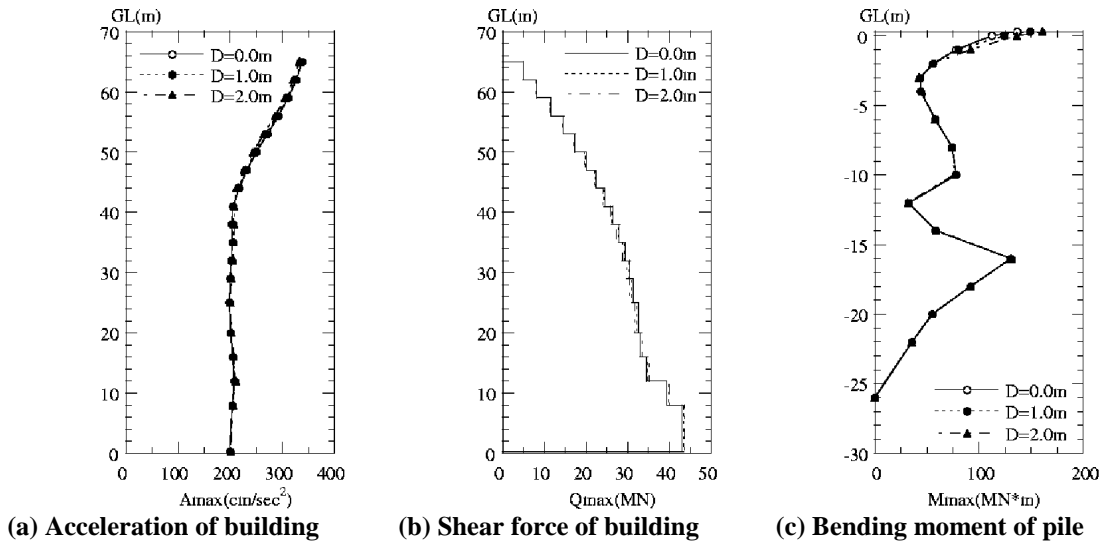 GL(m)
70
60
50
40
30
20
10
0
D=0.0m
D=1.0m
D=2.0m
0 100 200 300 400
Amax(cm/sec²)
(a) Acceleration of building
GL(m)
70
60
50
40
30
20
10
0
D=0.0m
D=1.0m
D=2.0m
0 10 20 30 40 50
Qmax(MN)
(b) Shear force of building
GL(m)
0
-5
-10
-15
-20
-25
-30
D=0.0m
D=1.0m
D=2.0m
0 100 200
Mmax(MN*m)
(c) Bending moment of pile